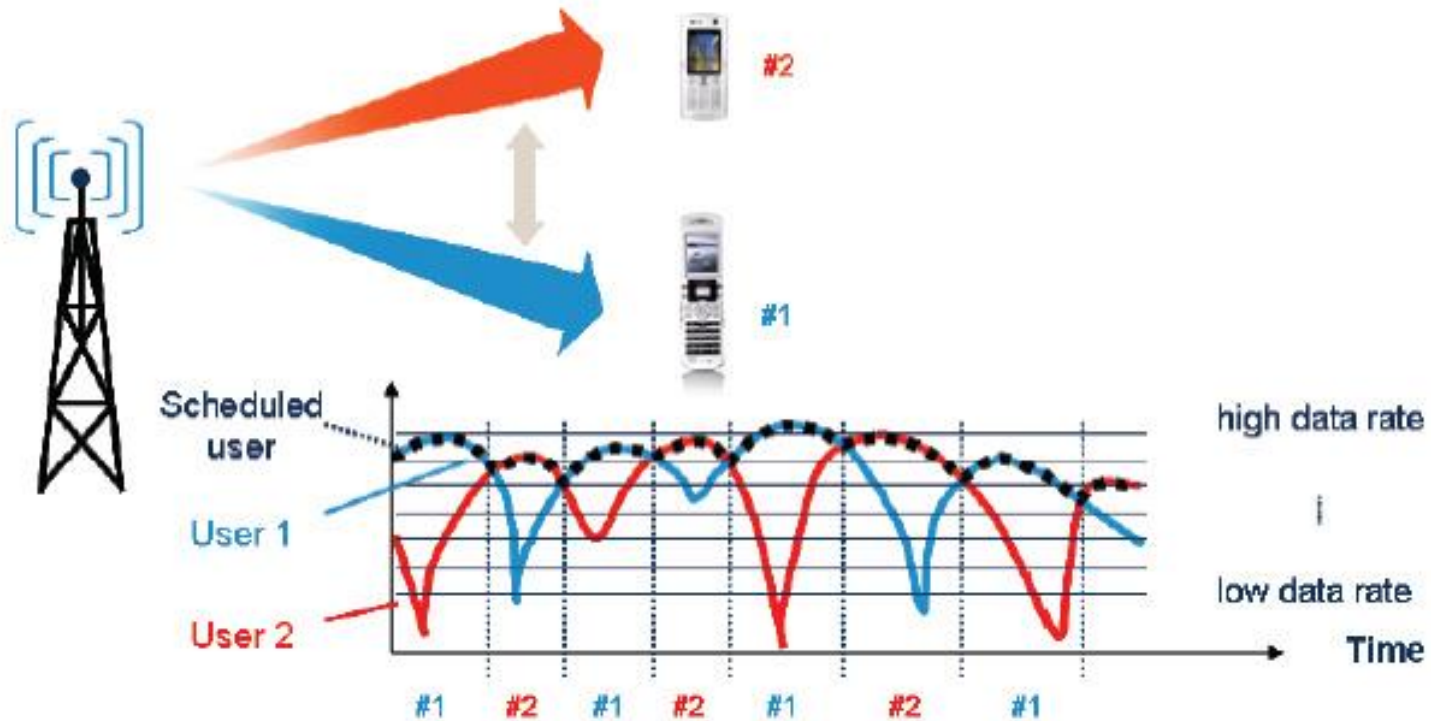 #2
#1
Scheduled
user
User 1
User 2
high data rate
low data rate
Time
#1 #2 #1 #2 #1 #2 #1